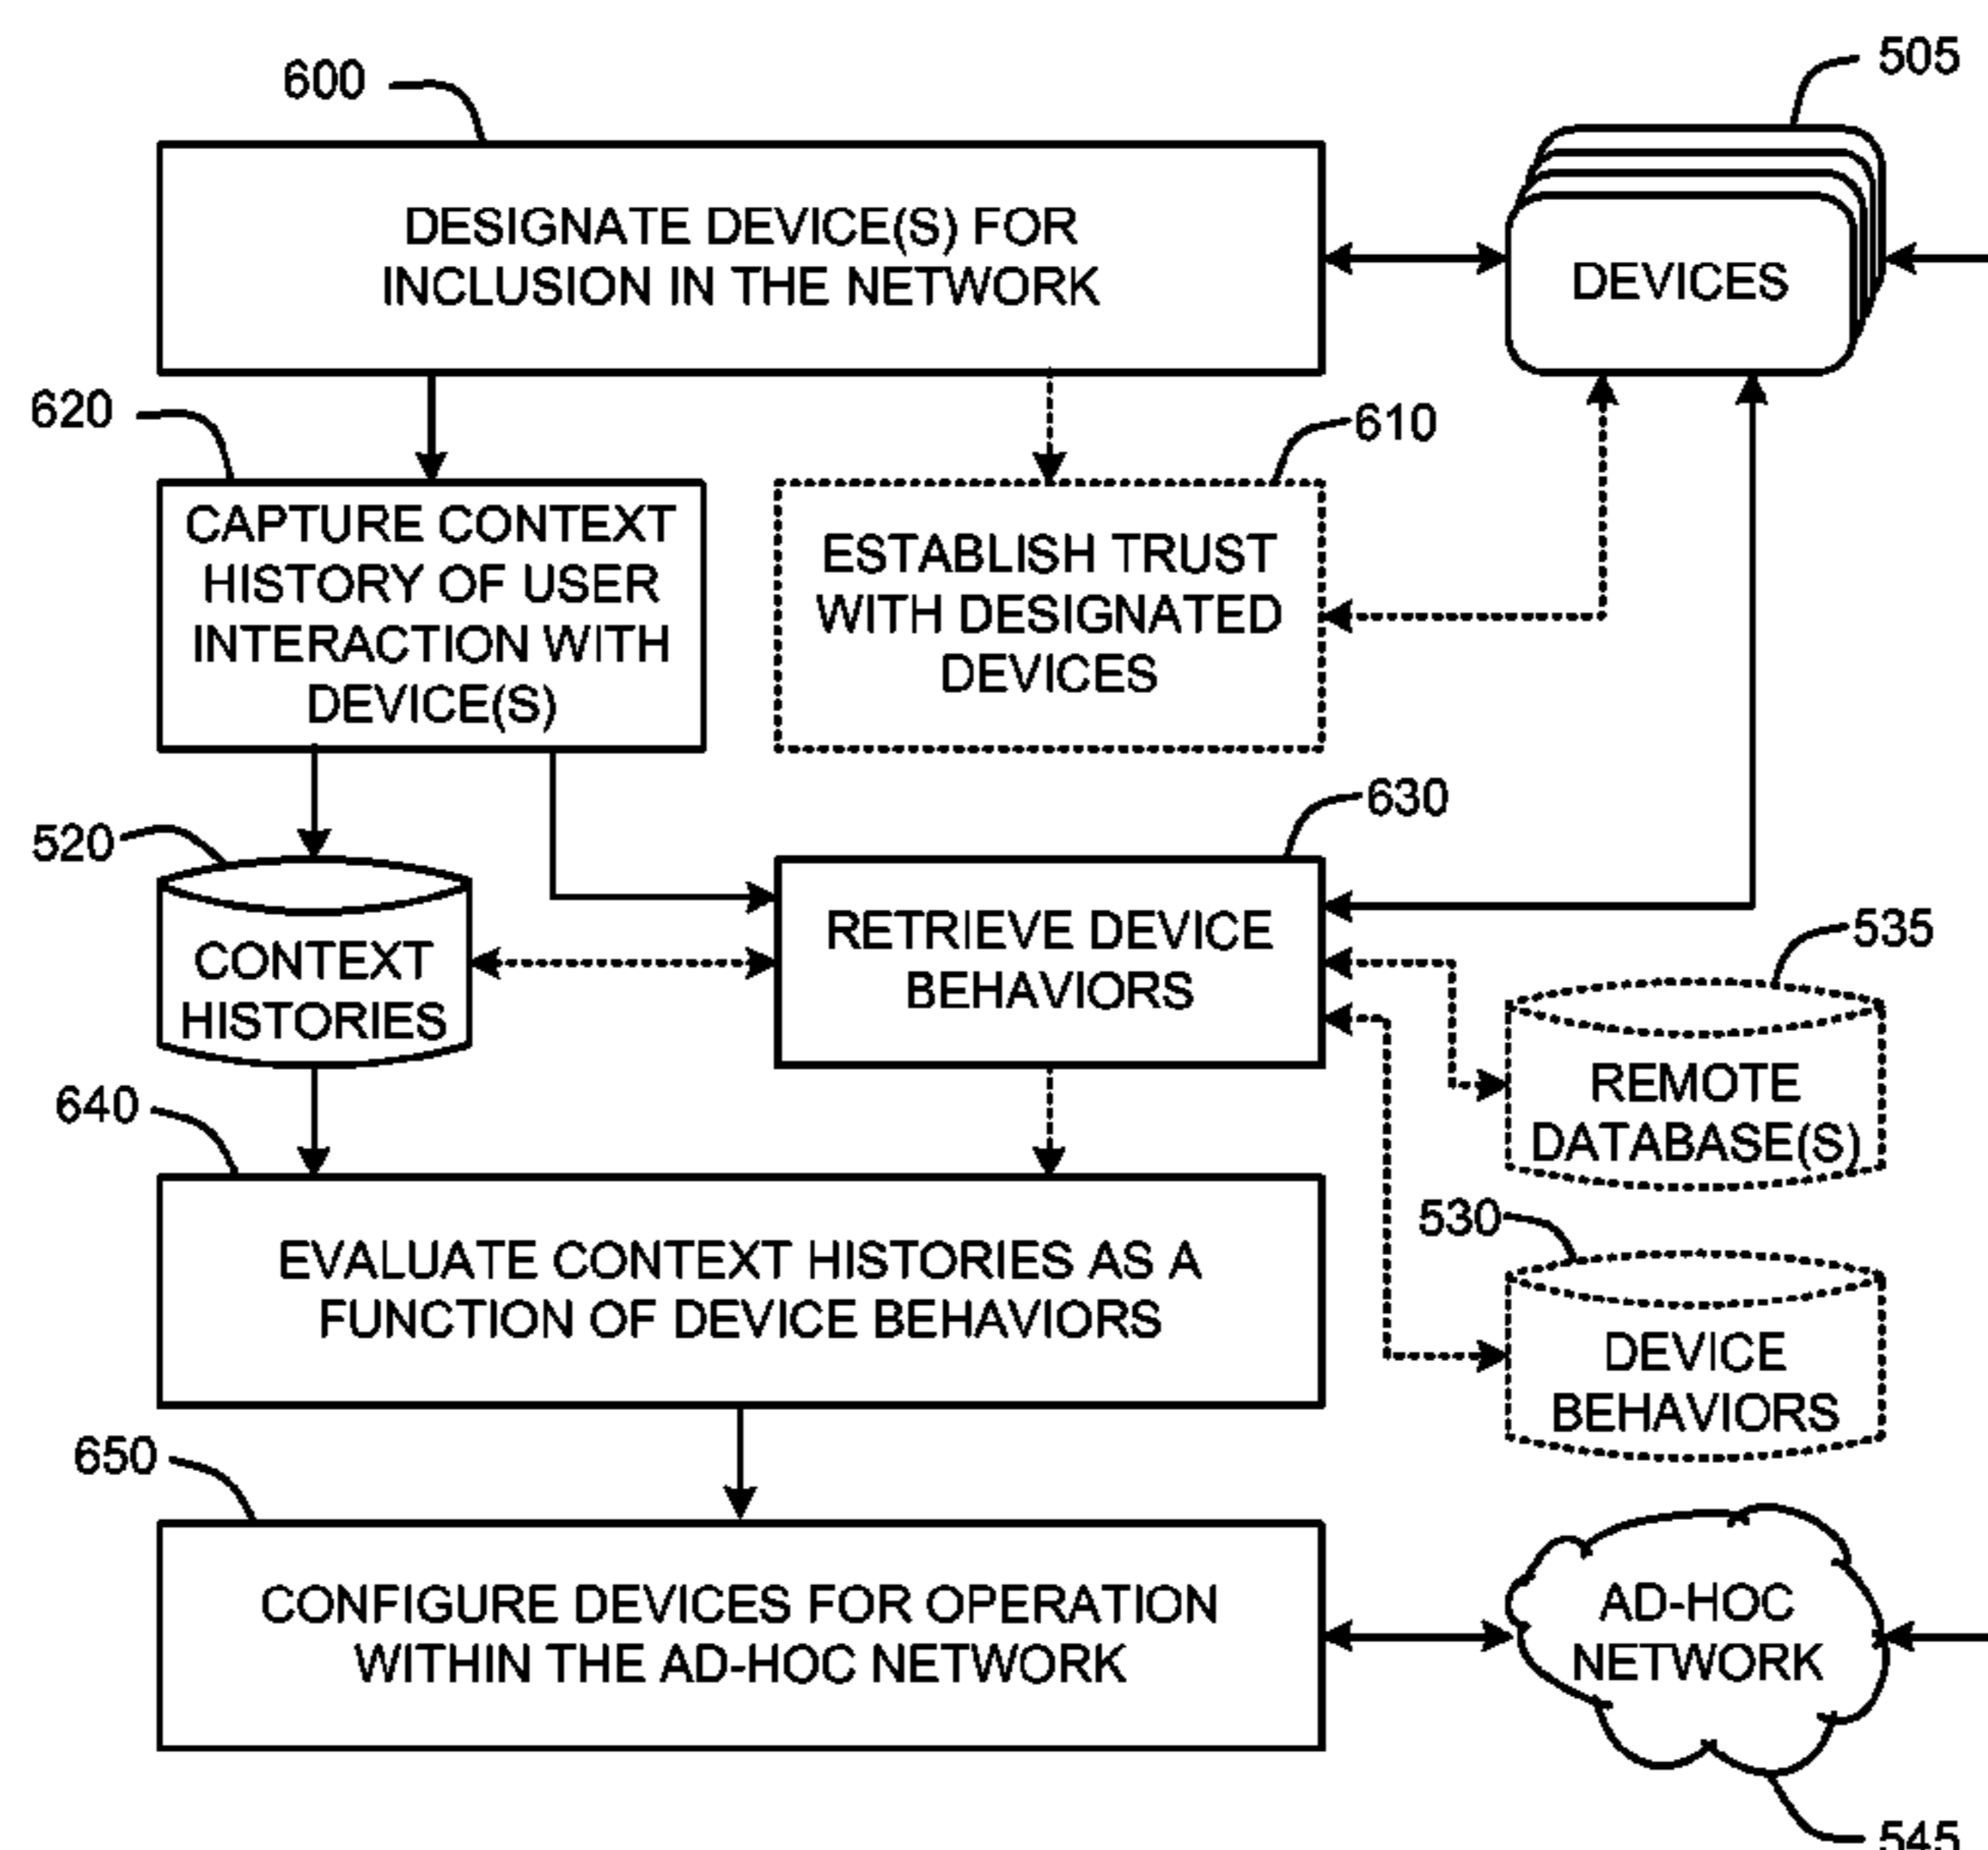 600
505
DESIGNATE DEVICE(S) FOR
INCLUSION IN THE NETWORK
DEVICES
620
610
CAPTURE CONTEXT
HISTORY OF USER
INTERACTION WITH
DEVICE(S)
ESTABLISH TRUST
WITH DESIGNATED
DEVICES
630
520
CONTEXT
HISTORIES
RETRIEVE DEVICE
BEHAVIORS
535
REMOTE
DATABASE(S)
640
530
EVALUATE CONTEXT HISTORIES AS A
FUNCTION OF DEVICE BEHAVIORS
DEVICE
BEHAVIORS
650
CONFIGURE DEVICES FOR OPERATION
WITHIN THE AD-HOC NETWORK
AD-HOC
NETWORK
545